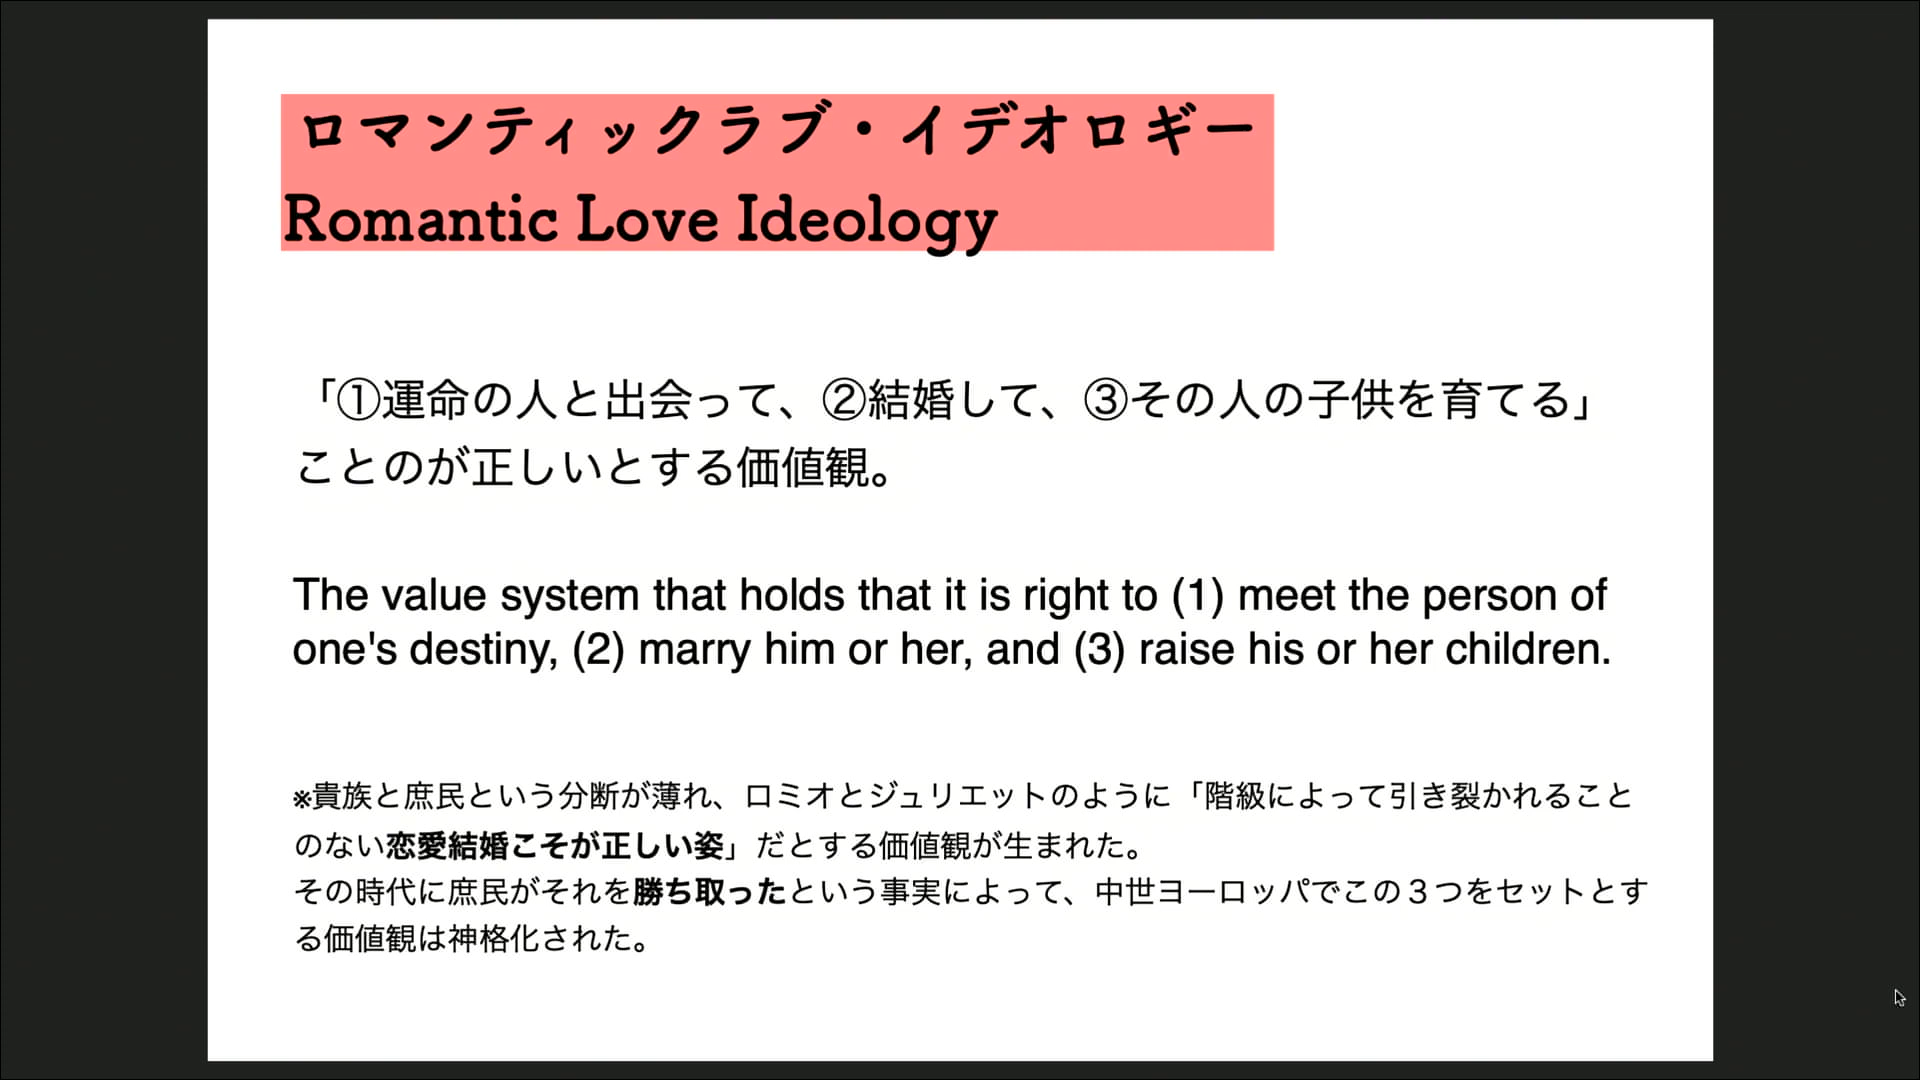 ロマンティックラブ・イデオロギー
Romantic Love Ideology
「①運命の人と出会って、②結婚して、③その人の子供を育てる」
ことのが正しいとする価値観。
The value system that holds that it is right to (1) meet the person of
one's destiny, (2) marry him or her, and (3) raise his or her children.
※貴族と庶民という分断が薄れ、ロミオとジュリエットのように「階級によって引き裂かれること
のない恋愛結婚こそが正しい姿」だとする価値観が生まれた。
その時代に庶民がそれを勝ち取ったという事実によって、中世ヨーロッパでこの３つをセットとす
る価値観は神格化された。